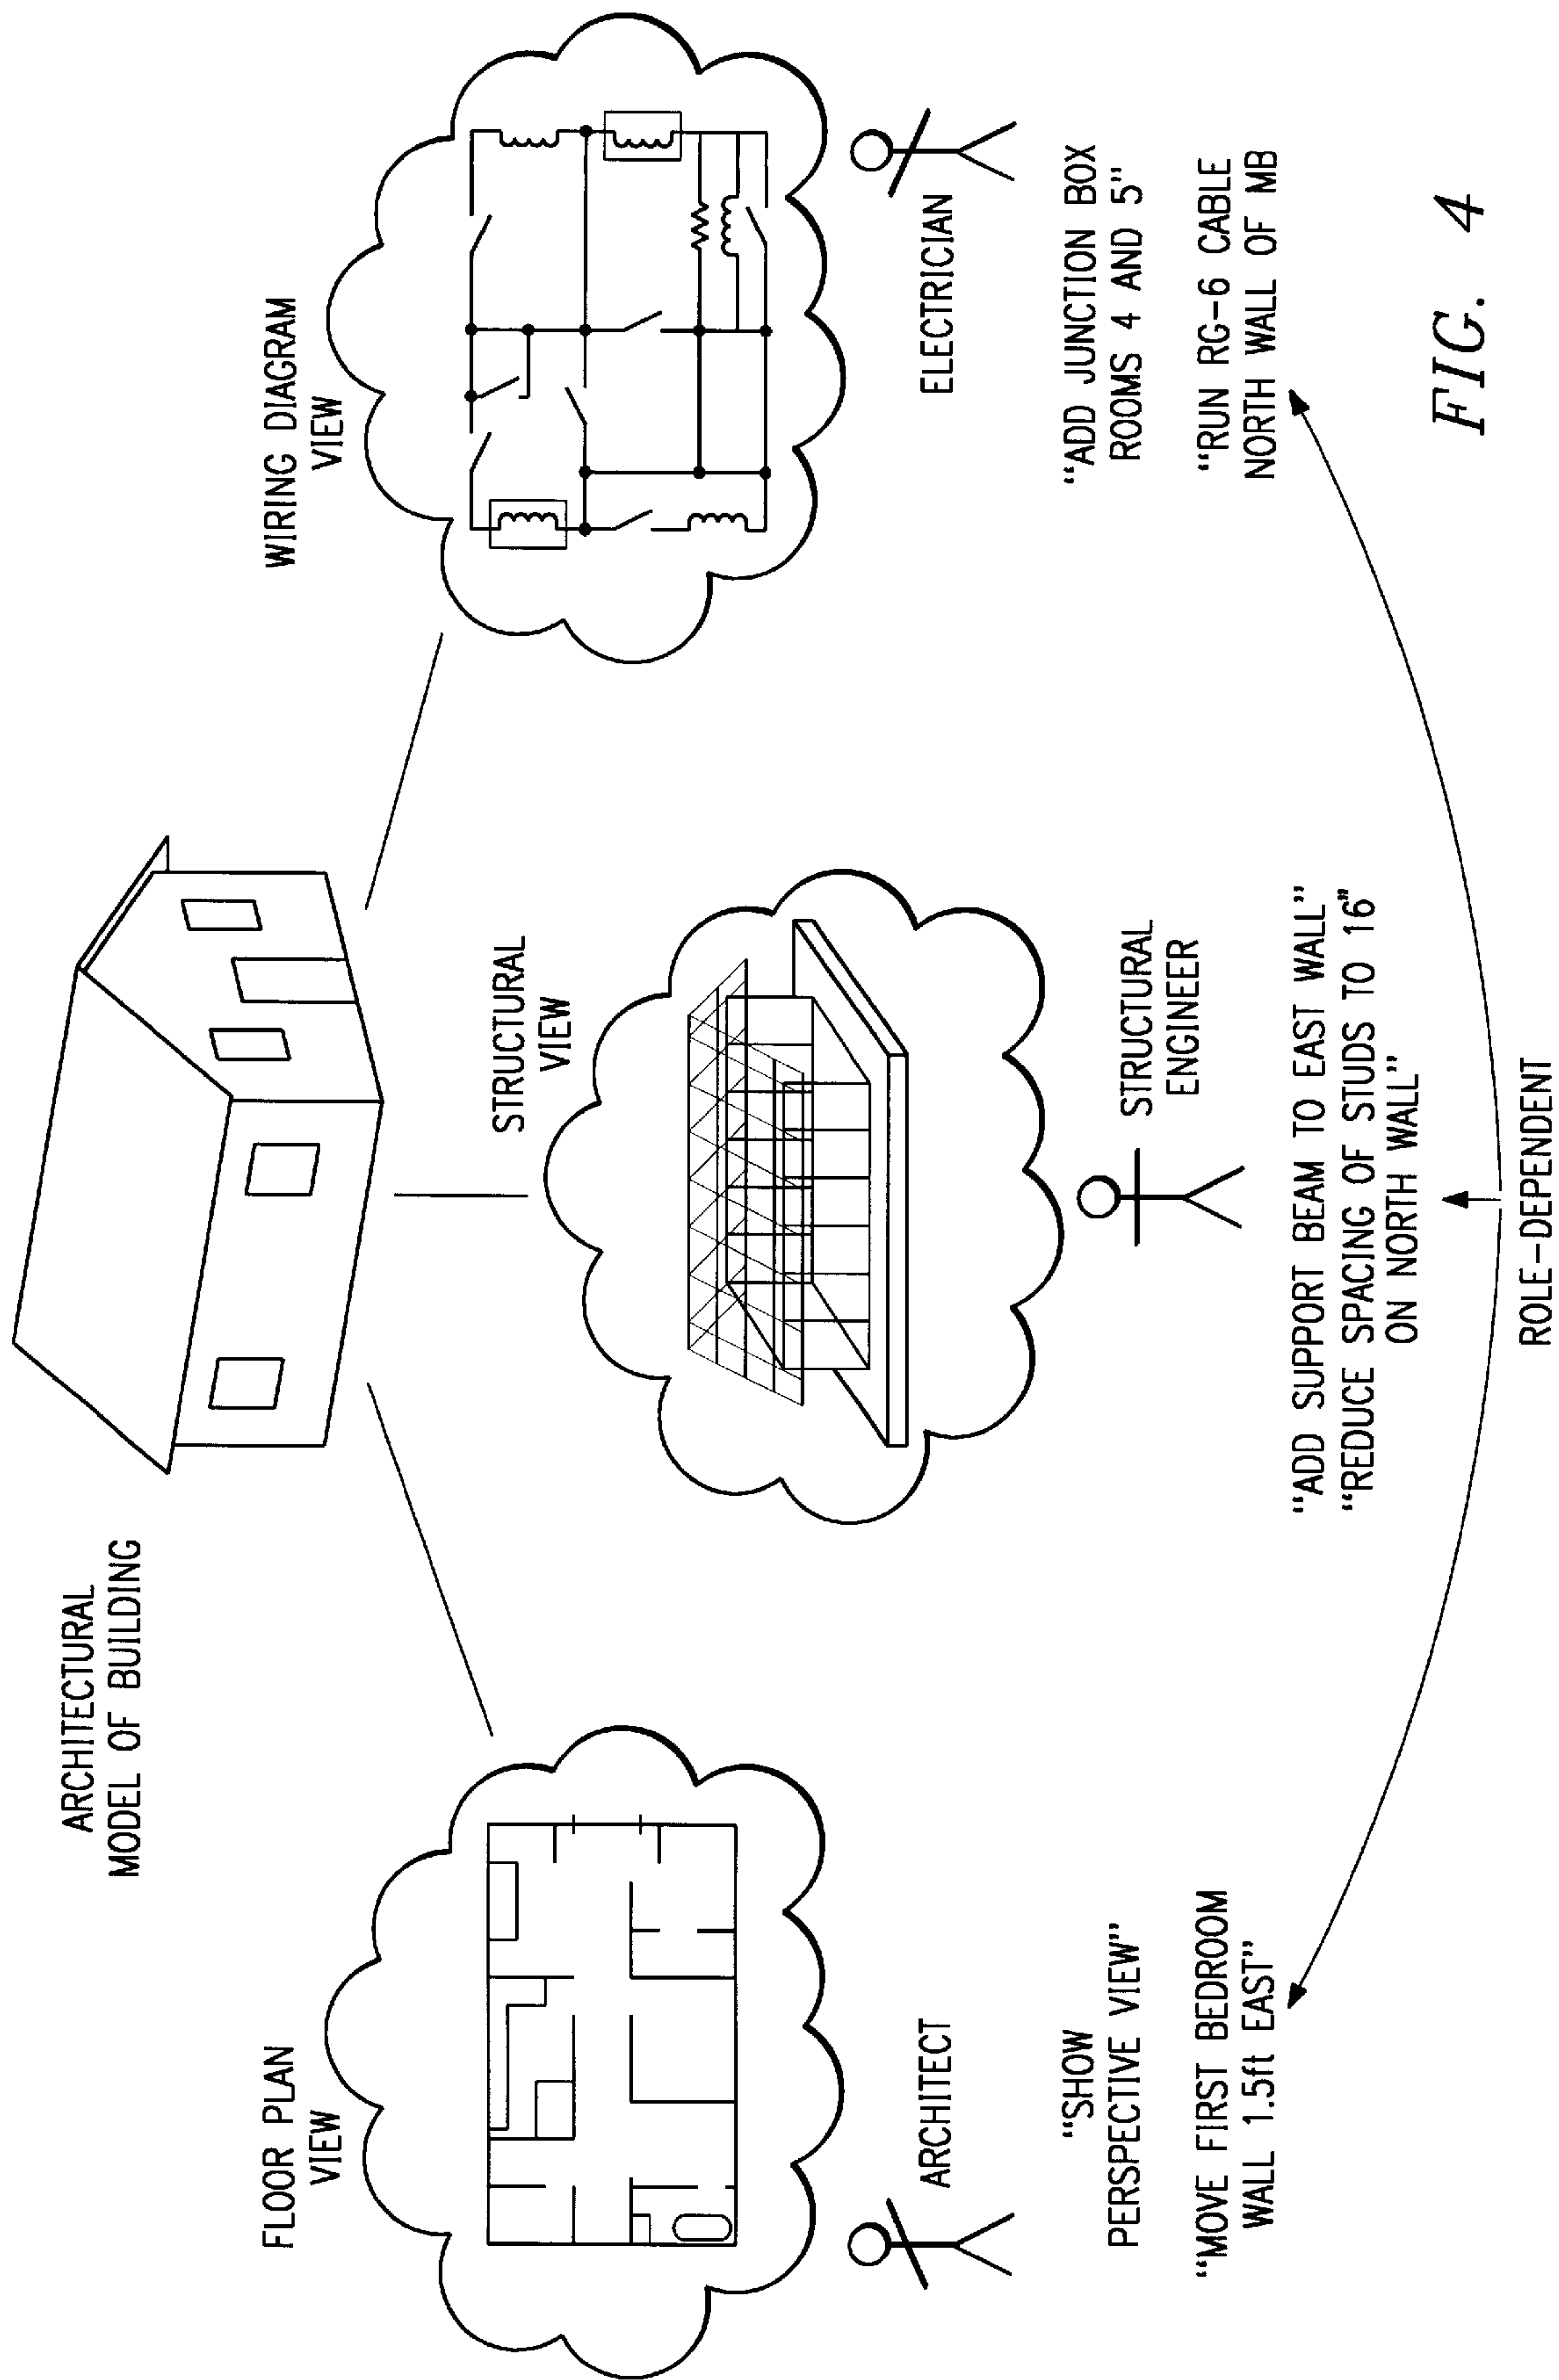 ARCHITECTURAL
MODEL OF BUILDING
FLOOR PLAN
VIEW
STRUCTURAL
VIEW
WIRING DIAGRAM
VIEW
ARCHITECT
"SHOW
PERSPECTIVE VIEW"
"MOVE FIRST BEDROOM
WALL 1.5ft EAST"
STRUCTURAL
ENGINEER
"ADD SUPPORT BEAM TO EAST WALL"
"REDUCE SPACING OF STUDS TO 16"
ON NORTH WALL"
ELECTRICIAN
"ADD JUNCTION BOX
ROOMS 4 AND 5"
"RUN RG-6 CABLE
NORTH WALL OF MB
ROLE-DEPENDENT
FIG. 4